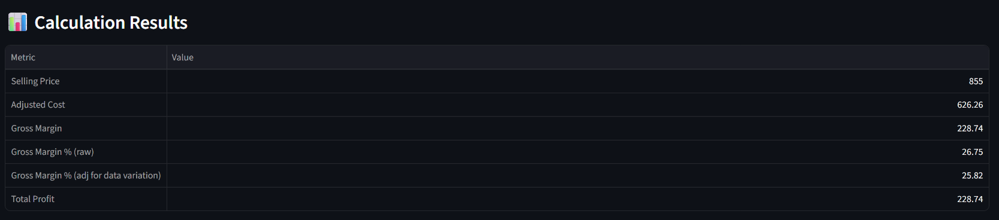 Calculation Results
Metric Value
Selling Price 855
Adjusted Cost 626.26
Gross Margin 228.74
Gross Margin % (raw) 26.75
Gross Margin % (adj for data variation) 25.82
Total Profit 228.74